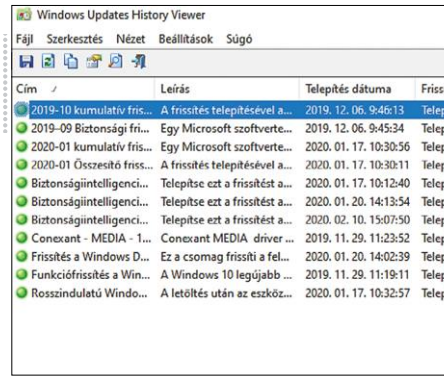 Windows Updates History Viewer
Fájl Szerkesztés Nézet Beállítások Súgó
Cím Leírás Telepítés dátuma Friss
2019-10 kumulatív fris... A frissítés telepítésével a... 2019. 12. 06. 9:46:13 Telep
2019-09 Biztonsági fri... Egy Microsoft szoftverte... 2019. 12. 06. 9:45:34 Telep
2020-01 kumulatív fris... Egy Microsoft szoftverte... 2020. 01. 17. 10:30:56 Telep
2020-01 Összesítő friss... A frissítés telepítésével a... 2020. 01. 17. 10:30:11 Telep
Biztonságiintelligenci... Telepítse ezt a frissítést a... 2020. 01. 17. 10:12:40 Telep
Biztonságiintelligenci... Telepítse ezt a frissítést a... 2020. 01. 20. 14:13:54 Telep
Biztonságiintelligenci... Telepítse ezt a frissítést a... 2020. 02. 10. 15:07:50 Telep
Conexant - MEDIA - 1... Conexant MEDIA driver ... 2019. 11. 29. 11:23:52 Telep
Frissítés a Windows D... Ez a csomag frissíti a fel... 2020. 01. 20. 14:02:39 Telep
Funkciófrissítés a Win... A Windows 10 legújabb ... 2019. 11. 29. 11:19:11 Telep
Rosszindulatú Windo... A letöltés után az eszköz... 2020. 01. 17. 10:32:57 Telep